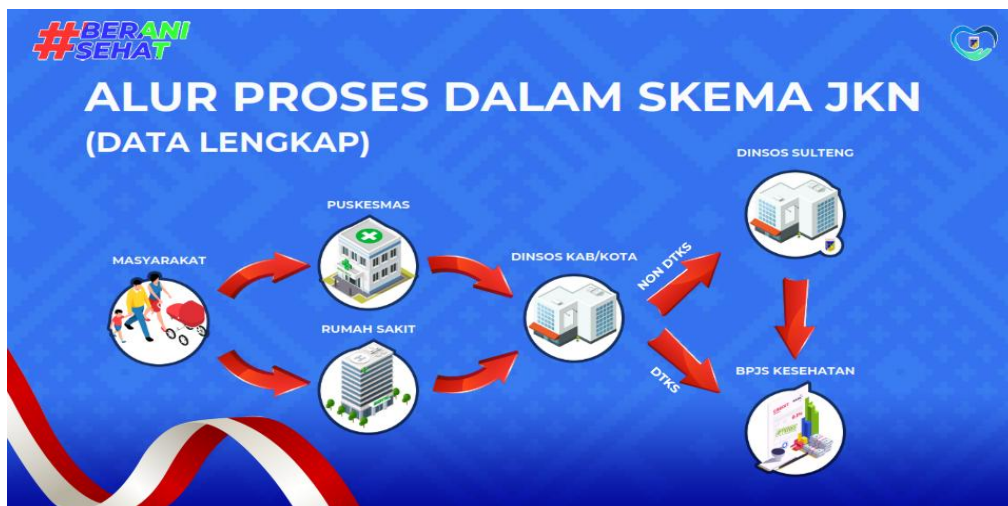 #BERANI
SEHAT
ALUR PROSES DALAM SKEMA JKN
(DATA LENGKAP)
DINSOS SULTENG
PUSKESMAS
MASYARAKAT
DINSOS KAB/KOTA
NON DTKS
RUMAH SAKIT
DTKS
BPJS KESEHATAN